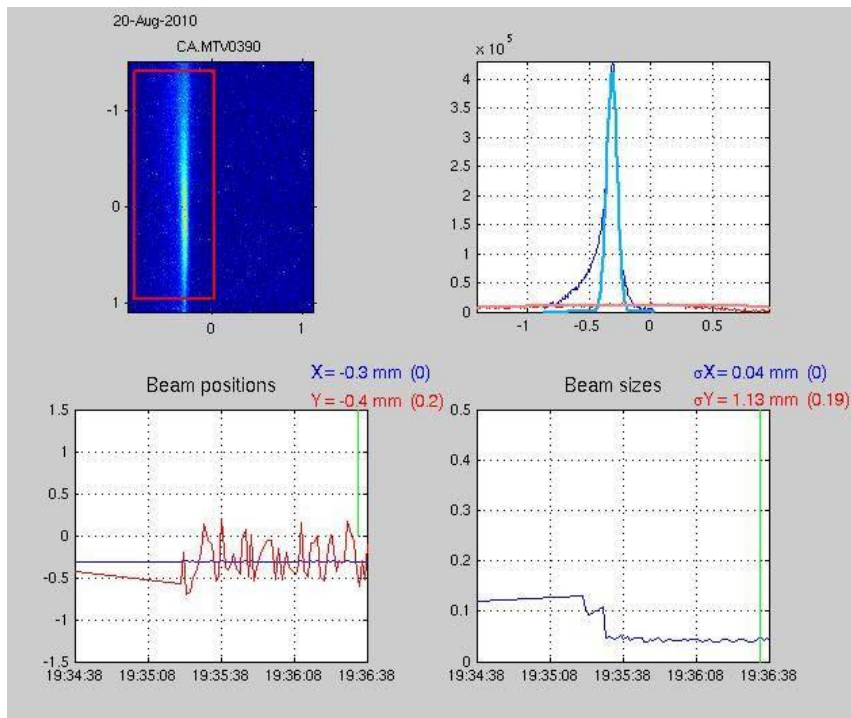 20-Aug-2010
CA.MTV0390
-1
0
1
0
1
x 10^5
4
3.5
3
2.5
2
1.5
1
0.5
0
-1
-0.5
0
0.5
Beam positions
X = -0.3 mm (0)
Y = -0.4 mm (0.2)
1.5
1
0.5
0
-0.5
-1
-1.5
19:34:38 19:35:08 19:35:38 19:36:08 19:36:38
Beam sizes
σX = 0.04 mm (0)
σY = 1.13 mm (0.19)
0.5
0.4
0.3
0.2
0.1
0
19:34:38 19:35:08 19:35:38 19:36:08 19:36:38